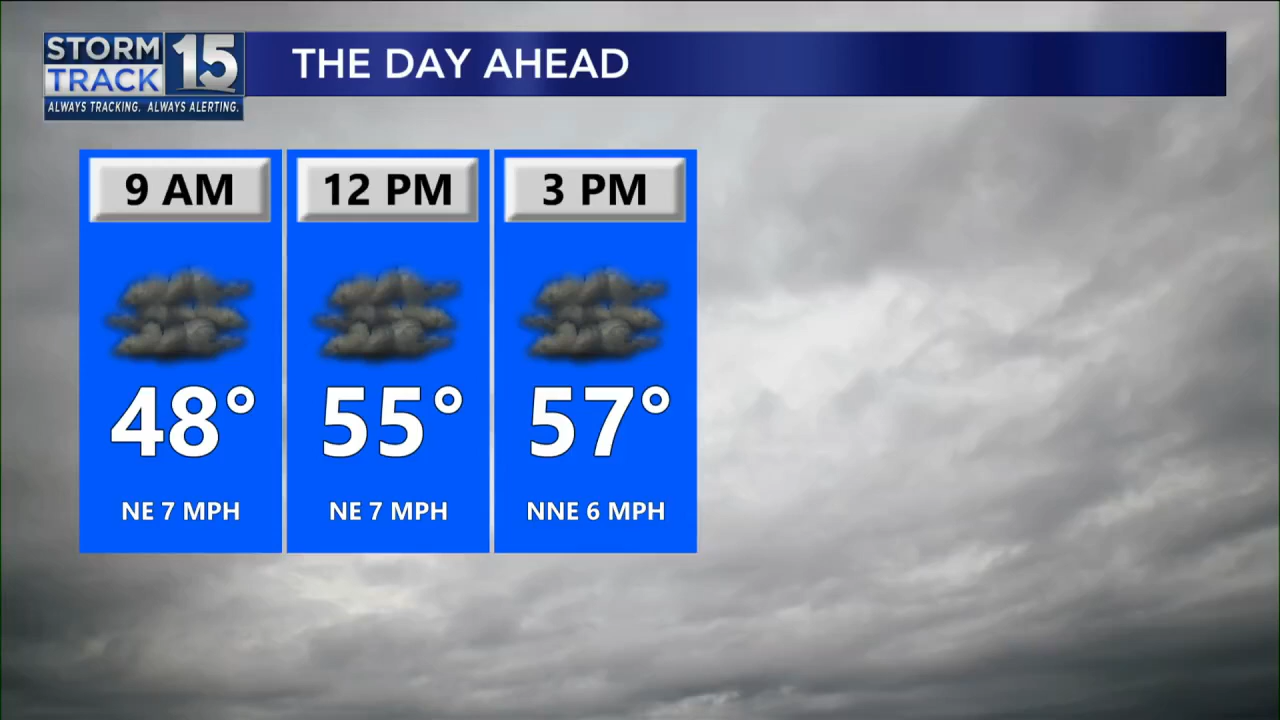 STORM TRACK 15
ALWAYS TRACKING. ALWAYS ALERTING.
THE DAY AHEAD
9 AM
48°
NE 7 MPH
12 PM
55°
NE 7 MPH
3 PM
57°
NNE 6 MPH